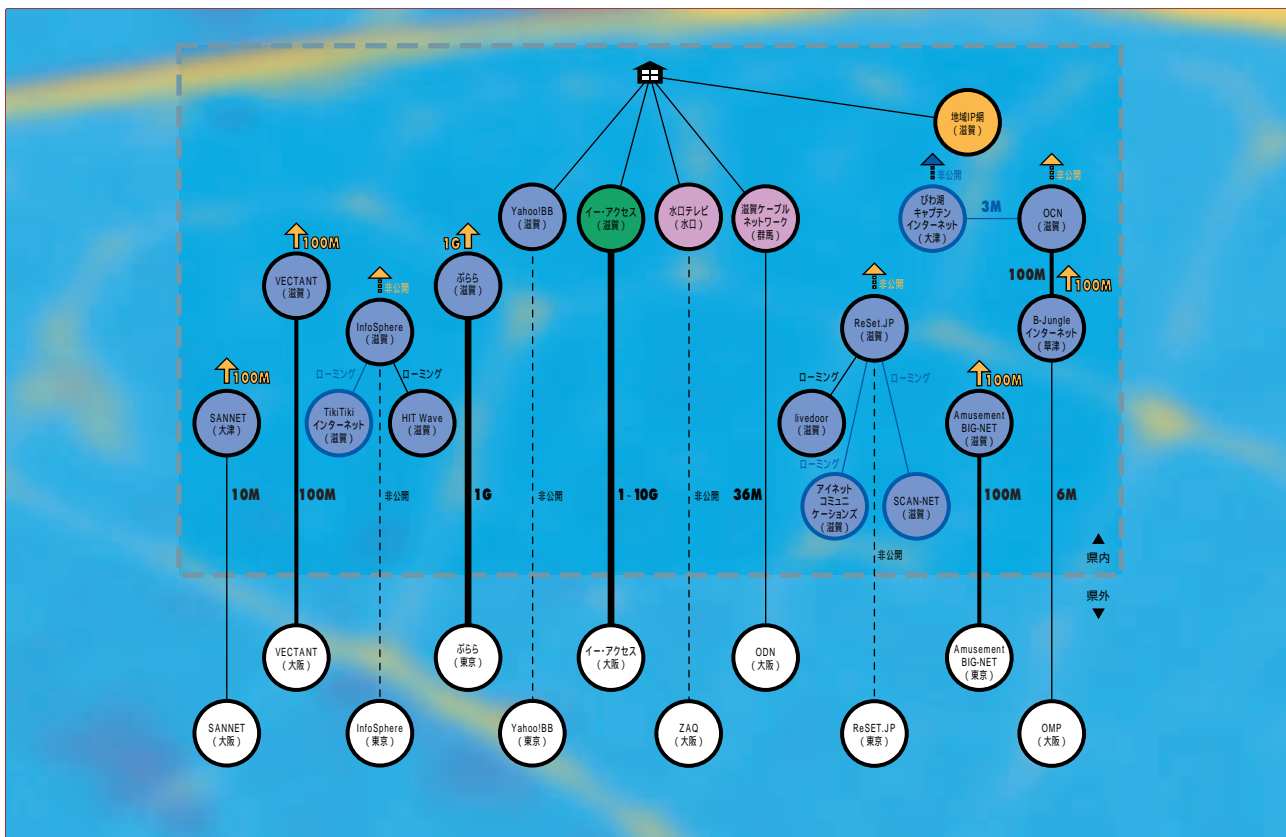 地域IP網
(滋賀)
非公開
非公開
びわ湖
キャプテン
インターネット
(大津)
3M
OCN
(滋賀)
Yahoo!BB
(滋賀)
イー・アクセス
(滋賀)
水口テレビ
(水口)
滋賀ケーブル
ネットワーク
(群馬)
100M
1G
VECTANT
(滋賀)
非公開
ぷらら
(滋賀)
非公開
100M
100M
InfoSphere
(滋賀)
ReSet.JP
(滋賀)
B-Jungle
インターネット
(草津)
100M
ローミング
ローミング
ローミング
ローミング
100M
SANNET
(大津)
TikiTiki
インターネット
(滋賀)
HIT Wave
(滋賀)
livedoor
(滋賀)
Amusement
BIG-NET
(滋賀)
ローミング
アイネット
コミュニ
ケーションズ
(滋賀)
SCAN-NET
(滋賀)
10M
100M
非公開
1G
非公開
1~10G
非公開
36M
非公開
100M
6M
▲
県内
県外
▼
VECTANT
(大阪)
ぷらら
(東京)
イー・アクセス
(大阪)
ODN
(大阪)
Amusement
BIG-NET
(東京)
SANNET
(大阪)
InfoSphere
(東京)
Yahoo!BB
(東京)
ZAQ
(大阪)
ReSET.JP
(東京)
OMP
(大阪)